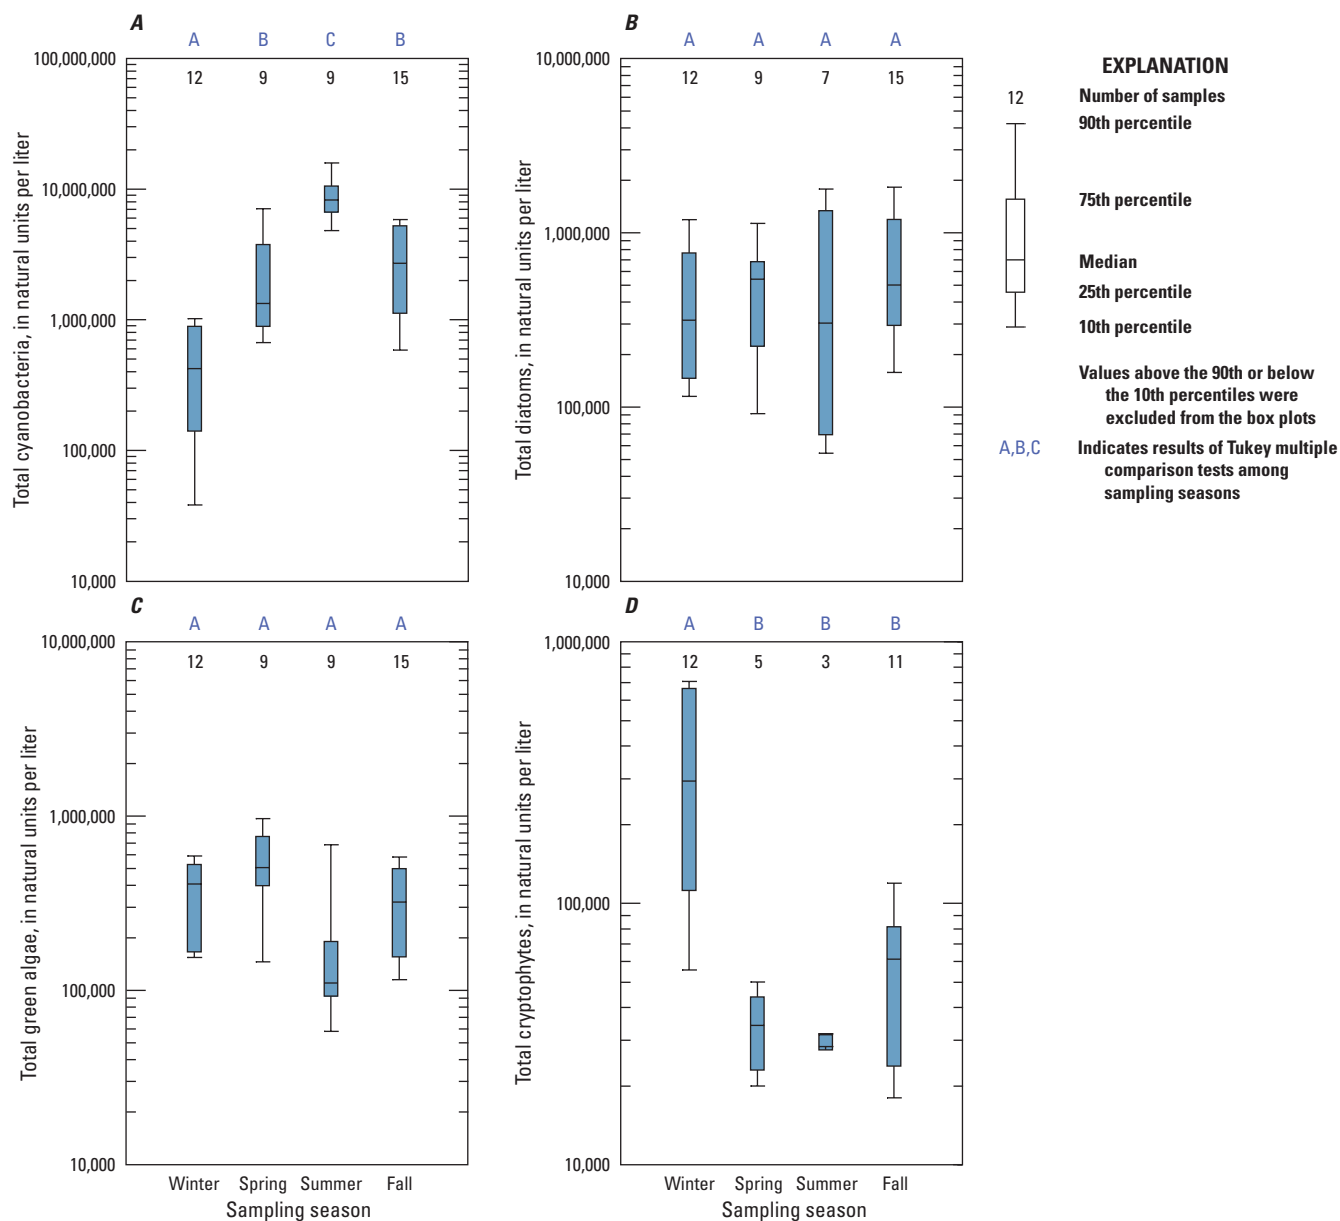 A
A B C B
12 9 9 15
Total cyanobacteria, in natural units per liter
100,000,000
10,000,000
1,000,000
100,000
10,000
B
A A A A
12 9 7 15
Total diatoms, in natural units per liter
10,000,000
1,000,000
100,000
10,000
EXPLANATION
12 Number of samples
90th percentile
75th percentile
Median
25th percentile
10th percentile
Values above the 90th or below
the 10th percentiles were
excluded from the box plots
A,B,C Indicates results of Tukey multiple
comparison tests among
sampling seasons
C
A A A A
12 9 9 15
Total green algae, in natural units per liter
10,000,000
1,000,000
100,000
10,000
Winter Spring Summer Fall
Sampling season
D
A B B B
12 5 3 11
Total cryptophytes, in natural units per liter
1,000,000
100,000
10,000
Winter Spring Summer Fall
Sampling season